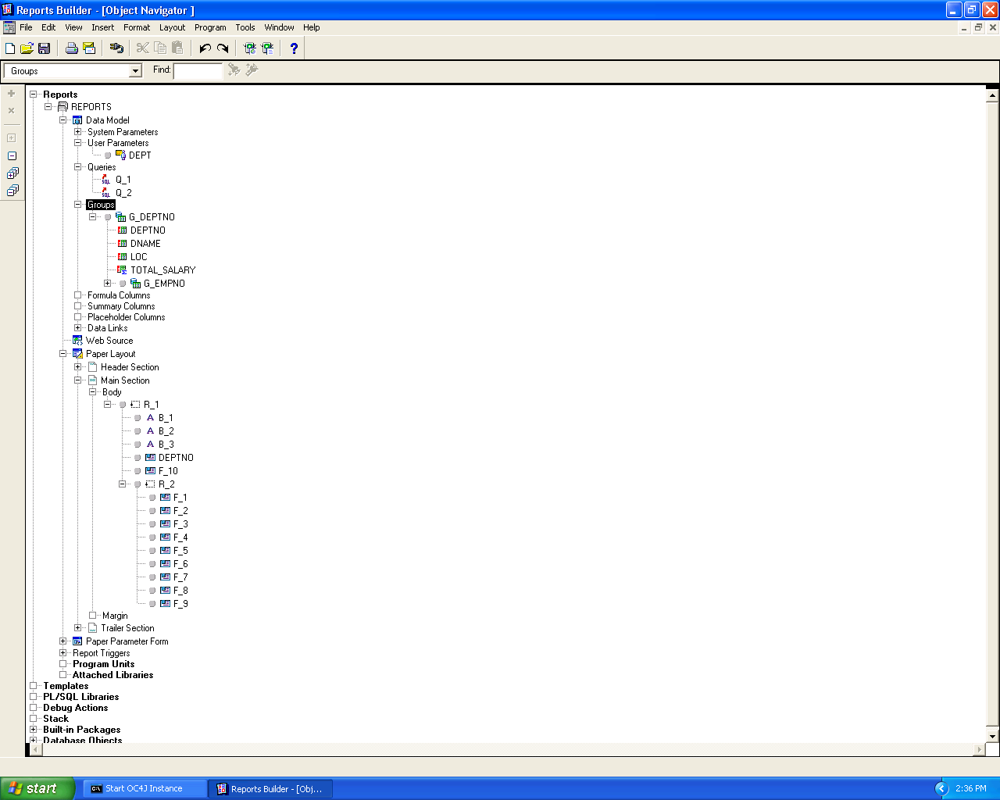 Reports Builder - [Object Navigator ]
File Edit View Insert Format Layout Program Tools Window Help
Groups Find:
Reports
REPORTS
Data Model
System Parameters
User Parameters
DEPT
Queries
Q_1
Q_2
Groups
G_DEPTNO
DEPTNO
DNAME
LOC
TOTAL_SALARY
G_EMPNO
Formula Columns
Summary Columns
Placeholder Columns
Data Links
Web Source
Paper Layout
Header Section
Main Section
Body
R_1
B_1
B_2
B_3
DEPTNO
F_10
R_2
F_1
F_2
F_3
F_4
F_5
F_6
F_7
F_8
F_9
Margin
Trailer Section
Paper Parameter Form
Report Triggers
Program Units
Attached Libraries
Templates
PL/SQL Libraries
Debug Actions
Stack
Built-in Packages
Database Objects
start Start OC4J Instance Reports Builder - [Obj... 2:36 PM